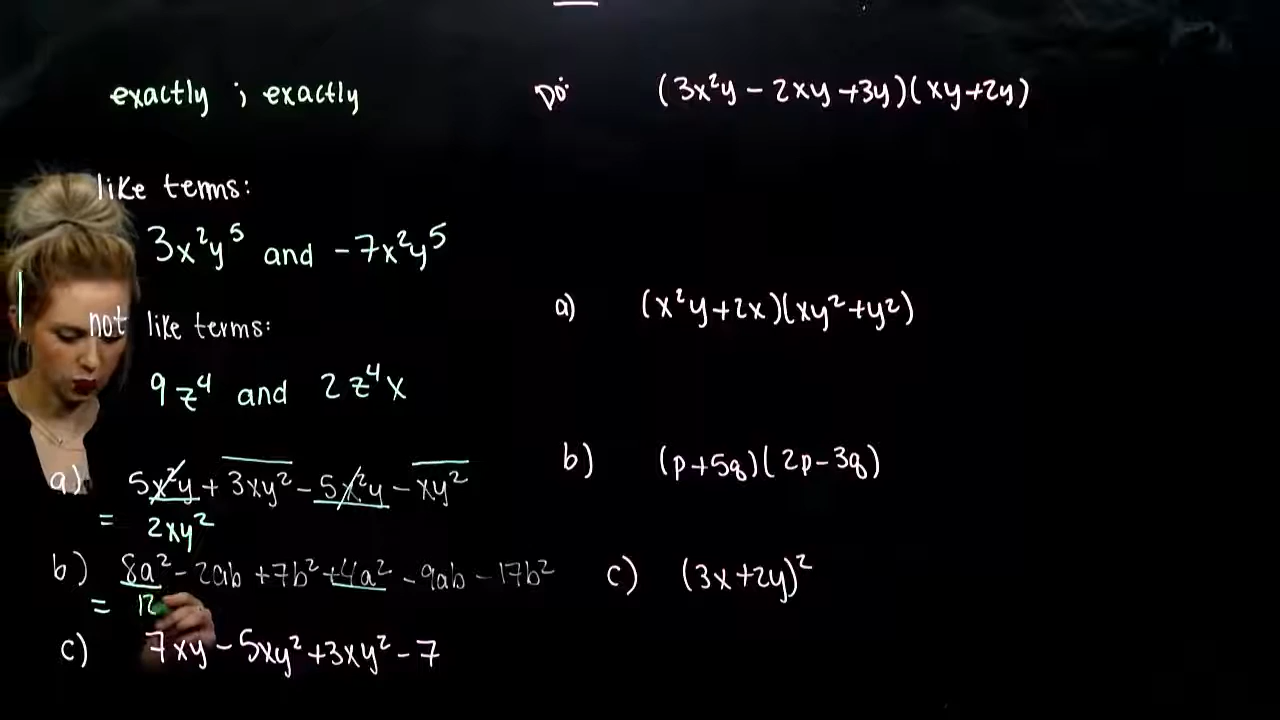 exactly ; exactly
like terms:
3x²y⁵ and -7x²y⁵
not like terms:
9z⁴ and 2z⁴x
a) 5x²y + 3xy² - 5x²y - xy²
= 2xy²
b) 8a² - 2ab + 7b² + 4a² - 9ab - 17b²
= 12
c) 7xy - 5xy² + 3xy² - 7
DO: (3x²y - 2xy + 3y)(xy + 2y)
a) (x²y + 2x)(xy² + y²)
b) (p + 5q)(2p - 3q)
c) (3x + 2y)²